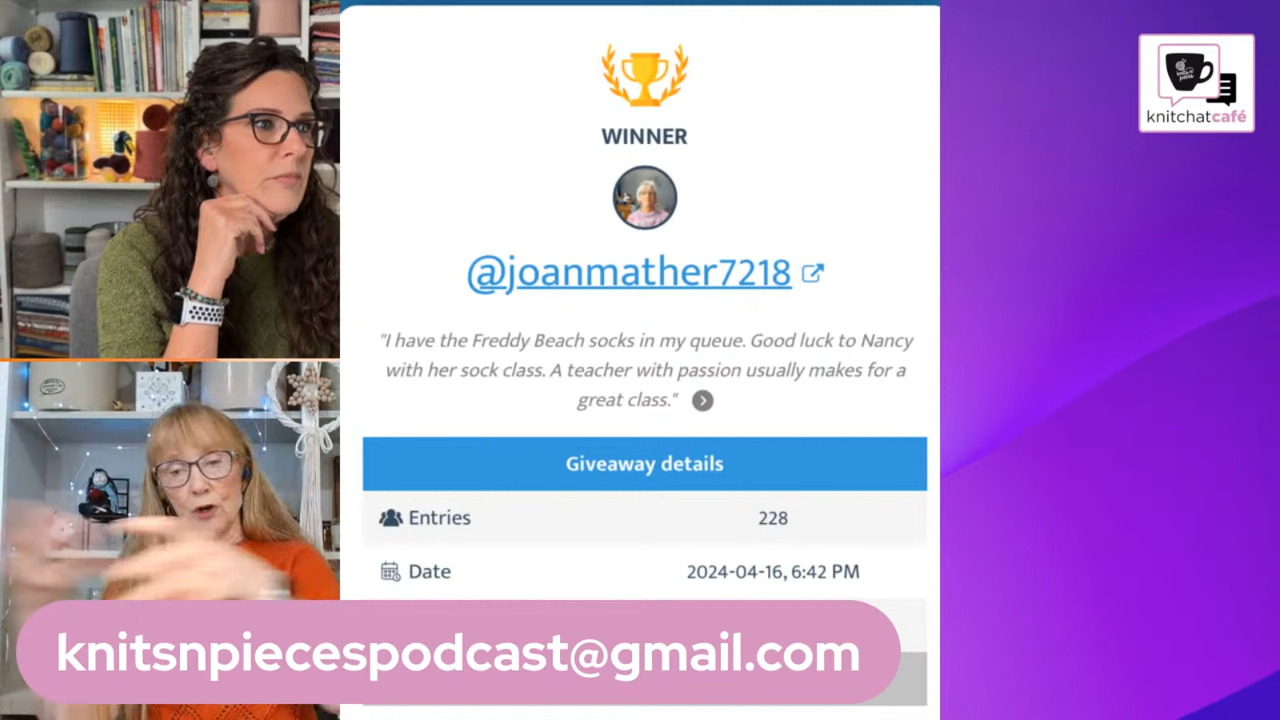 knitchatcafé
WINNER
@joanmather7218
"I have the Freddy Beach socks in my queue. Good luck to Nancy
with her sock class. A teacher with passion usually makes for a
great class."
Giveaway details
Entries 228
Date 2024-04-16, 6:42 PM
knitsnpiecespodcast@gmail.com